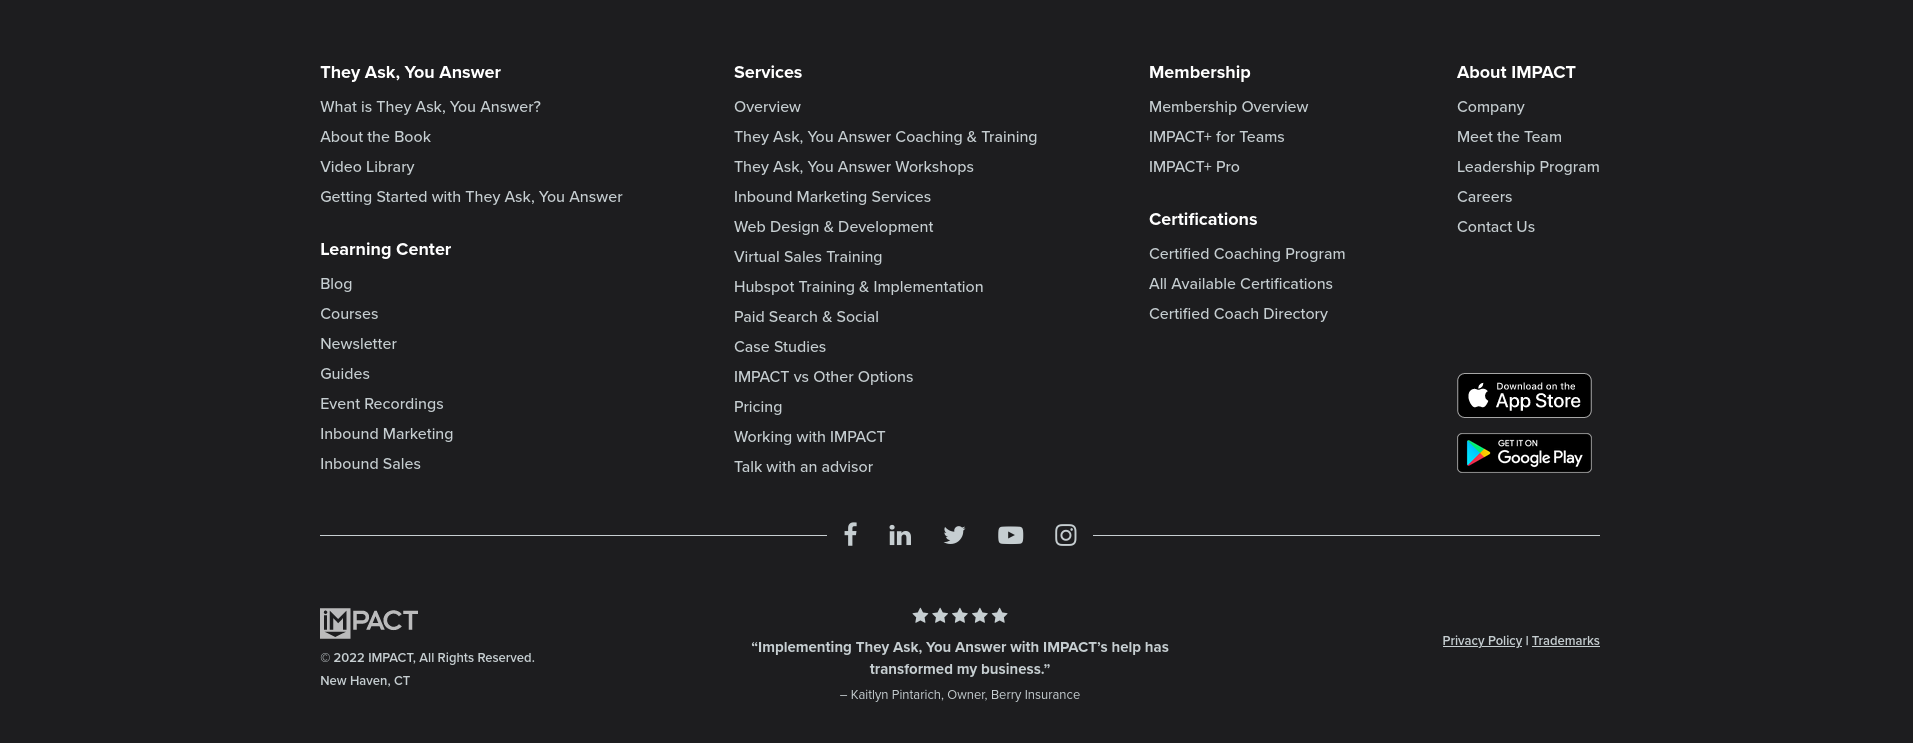 They Ask, You Answer
What is They Ask, You Answer?
About the Book
Video Library
Getting Started with They Ask, You Answer
Learning Center
Blog
Courses
Newsletter
Guides
Event Recordings
Inbound Marketing
Inbound Sales
Services
Overview
They Ask, You Answer Coaching & Training
They Ask, You Answer Workshops
Inbound Marketing Services
Web Design & Development
Virtual Sales Training
Hubspot Training & Implementation
Paid Search & Social
Case Studies
IMPACT vs Other Options
Pricing
Working with IMPACT
Talk with an advisor
Membership
Membership Overview
IMPACT+ for Teams
IMPACT+ Pro
Certifications
Certified Coaching Program
All Available Certifications
Certified Coach Directory
About IMPACT
Company
Meet the Team
Leadership Program
Careers
Contact Us
Download on the
App Store
GET IT ON
Google Play
iMPACT
© 2022 IMPACT, All Rights Reserved.
New Haven, CT
“Implementing They Ask, You Answer with IMPACT’s help has
transformed my business.”
– Kaitlyn Pintarich, Owner, Berry Insurance
Privacy Policy | Trademarks